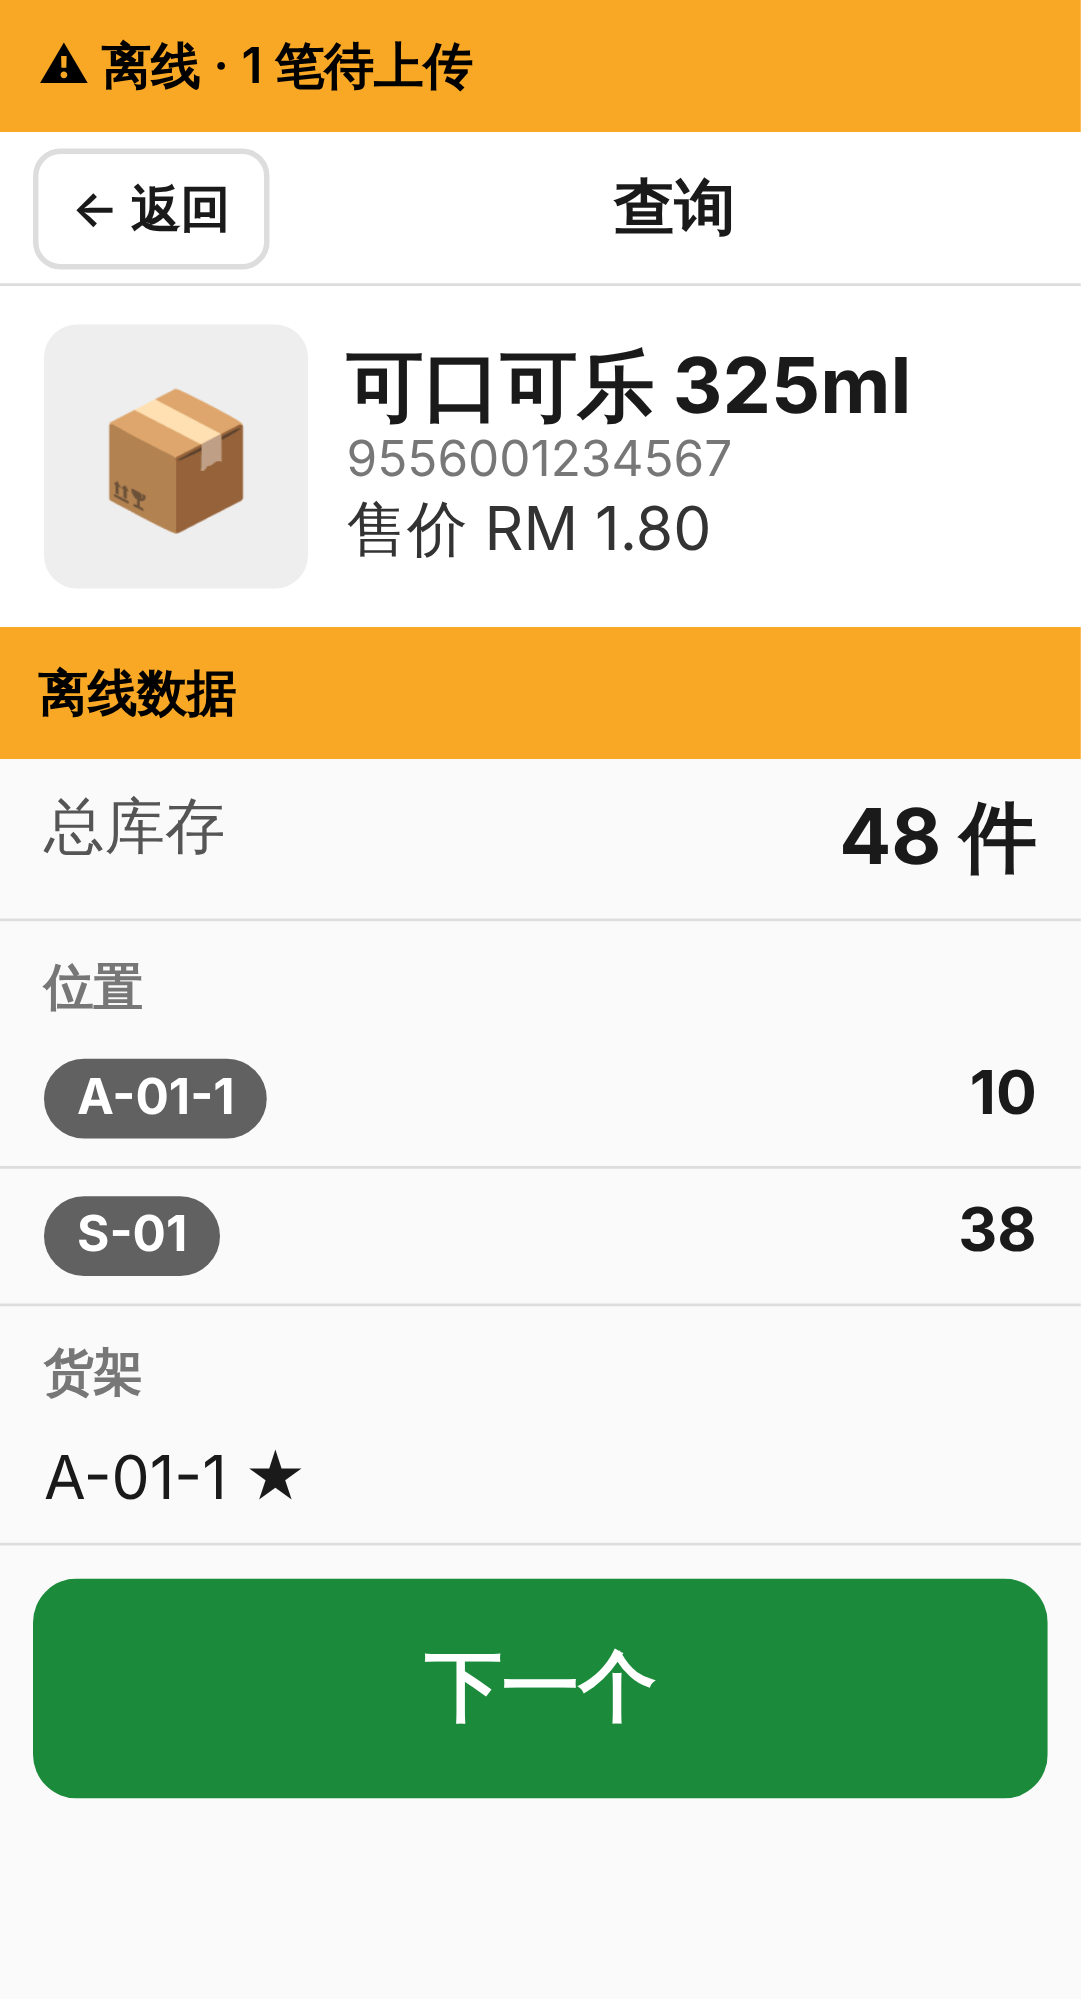 ⚠ 离线 · 1 笔待上传
← 返回
查询
可口可乐 325ml
9556001234567
售价 RM 1.80
离线数据
总库存 48 件
位置
A-01-1 10
S-01 38
货架
A-01-1 ★
下一个